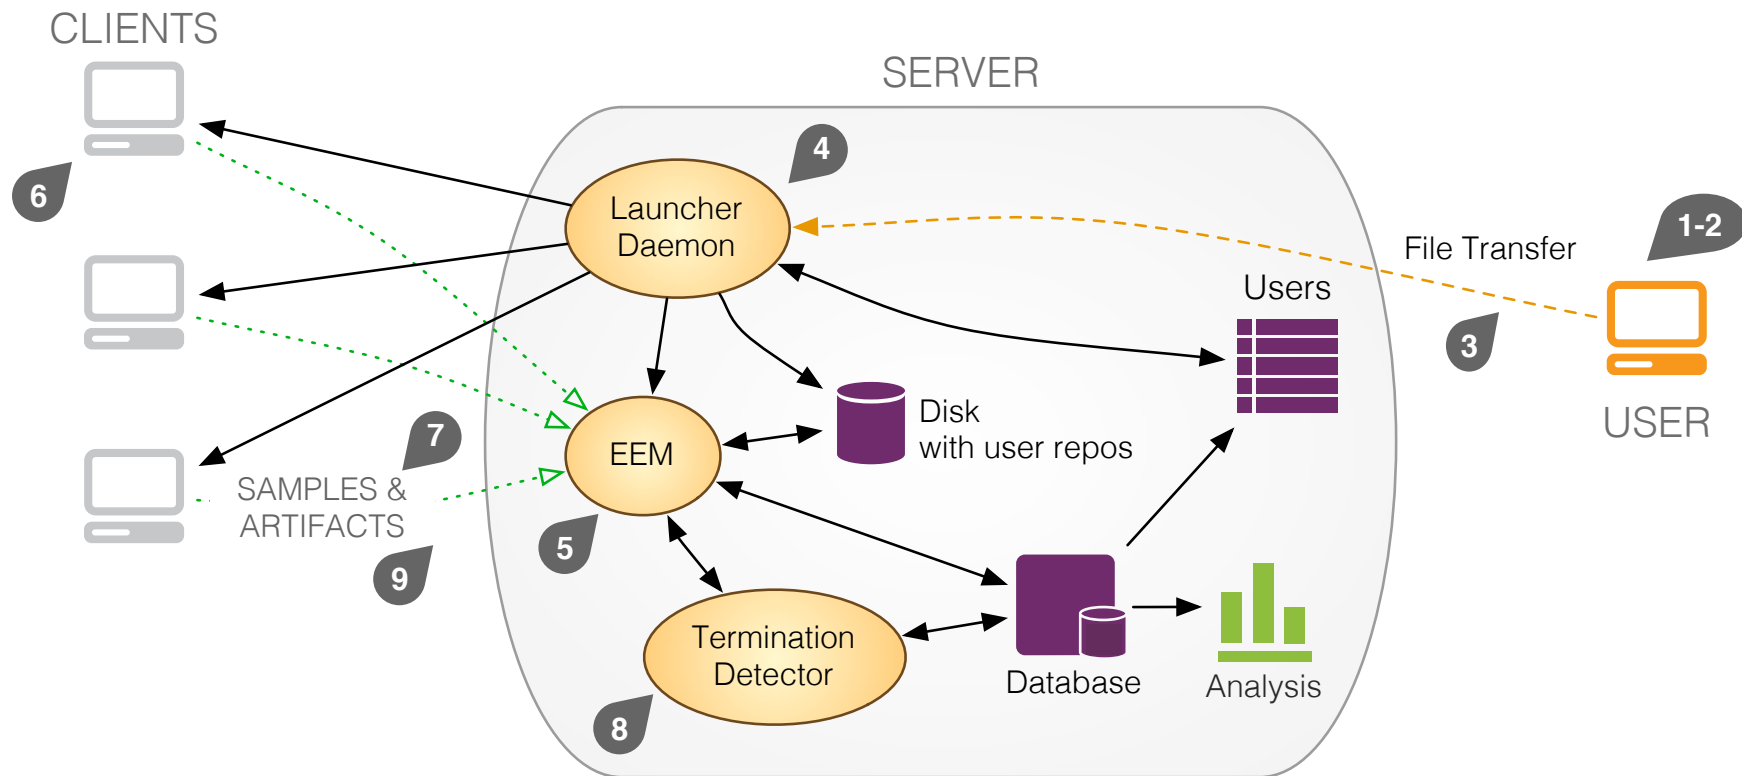 CLIENTS
SERVER
4
6
Launcher
Daemon
1-2
File Transfer
Users
3
USER
7
EEM
Disk
with user repos
SAMPLES &
ARTIFACTS
5
9
Termination
Detector
Database
Analysis
8